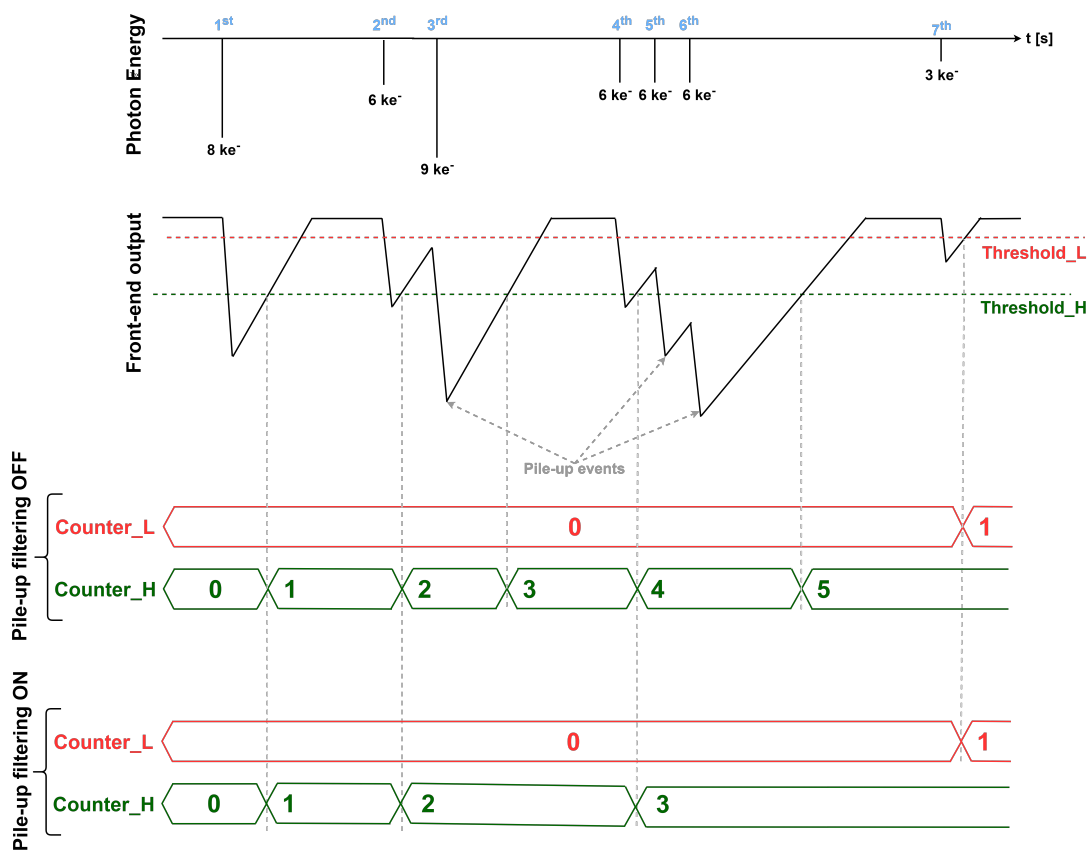 1st
2nd
3rd
4th
5th
6th
7th
t [s]
Photon Energy
8 ke-
6 ke-
9 ke-
6 ke-
6 ke-
6 ke-
3 ke-
Front-end output
Threshold_L
Threshold_H
Pile-up events
Pile-up filtering OFF
Counter_L
0
1
Counter_H
0
1
2
3
4
5
Pile-up filtering ON
Counter_L
0
1
Counter_H
0
1
2
3